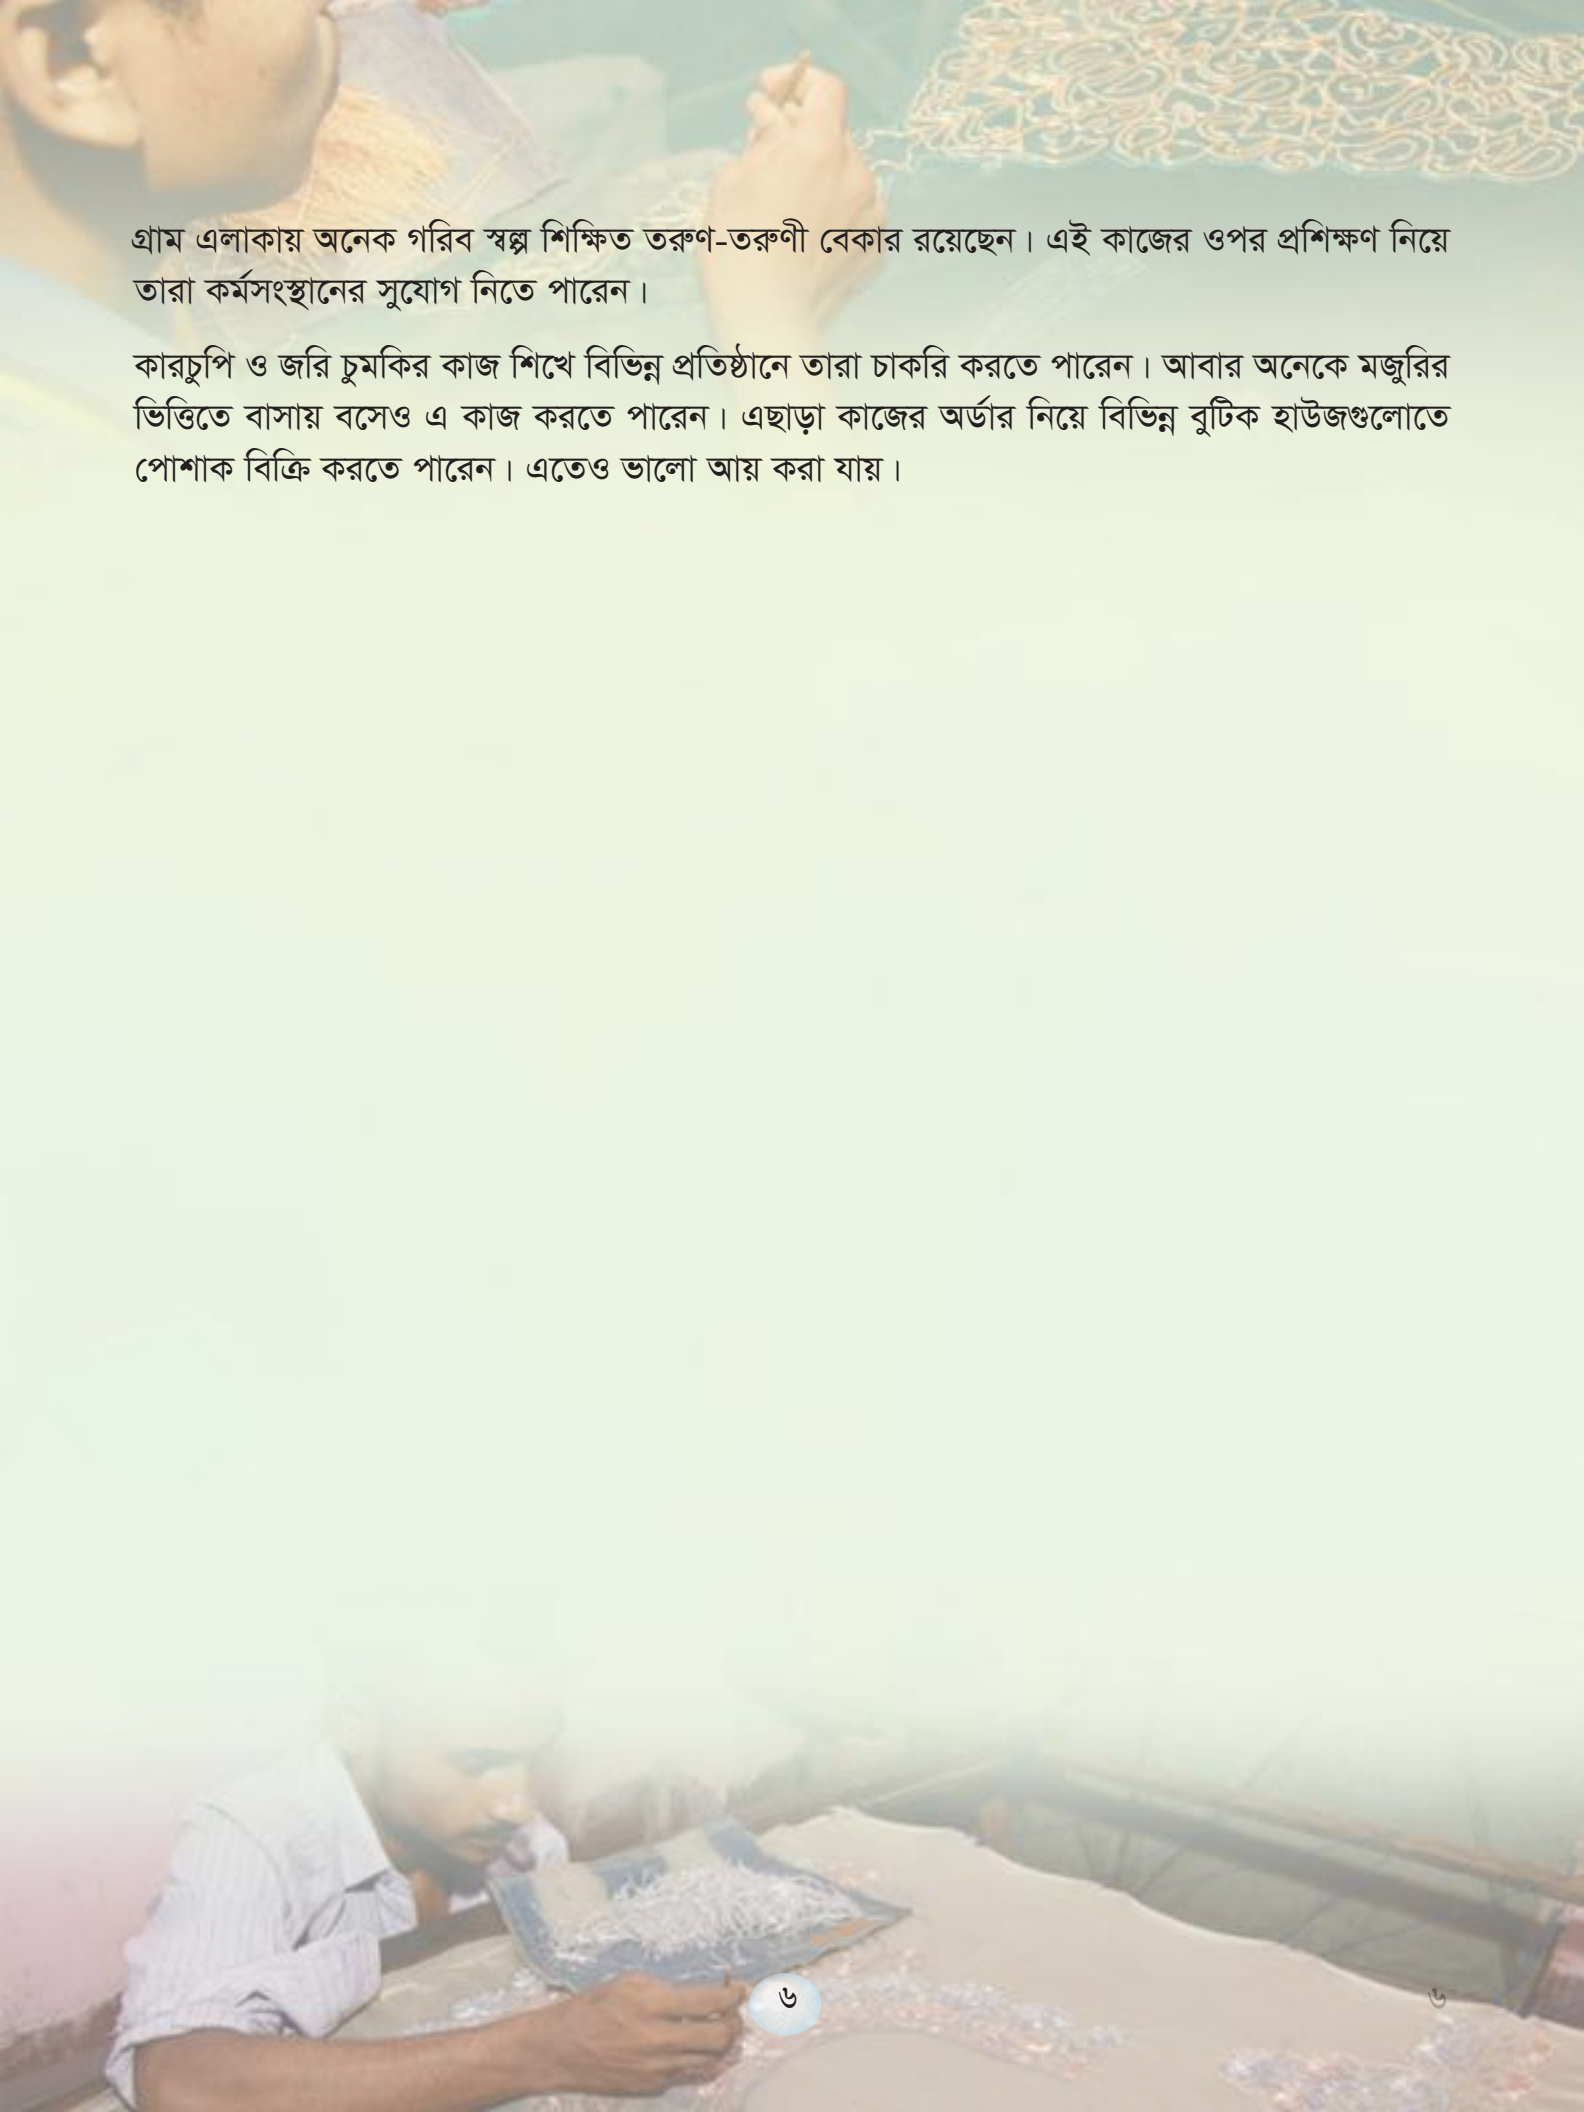 গ্রাম এলাকায় অনেক গরিব স্বল্প শিক্ষিত তরুণ-তরুণী বেকার রয়েছেন। এই কাজের ওপর প্রশিক্ষণ নিয়ে
তারা কর্মসংস্থানের সুযোগ নিতে পারেন।
কারচুপি ও জরি চুমকির কাজ শিখে বিভিন্ন প্রতিষ্ঠানে তারা চাকরি করতে পারেন। আবার অনেকে মজুরির
ভিত্তিতে বাসায় বসেও এ কাজ করতে পারেন। এছাড়া কাজের অর্ডার নিয়ে বিভিন্ন বুটিক হাউজগুলোতে
পোশাক বিক্রি করতে পারেন। এতেও ভালো আয় করা যায়।
৬
৬